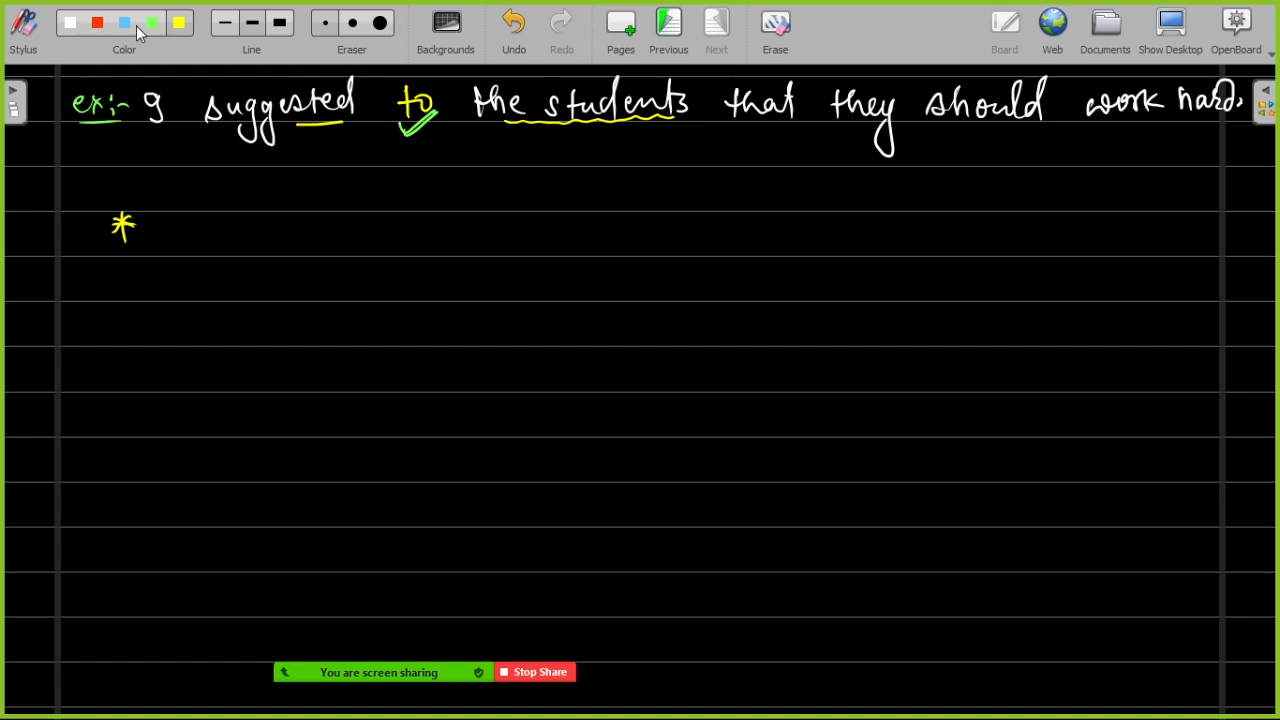 Stylus
Color
Line
Eraser
Backgrounds
Undo
Redo
Pages
Previous
Next
Erase
Board
Web
Documents
Show Desktop
OpenBoard
ex:- I suggested to the students that they should work hard.
*
You are screen sharing
Stop Share